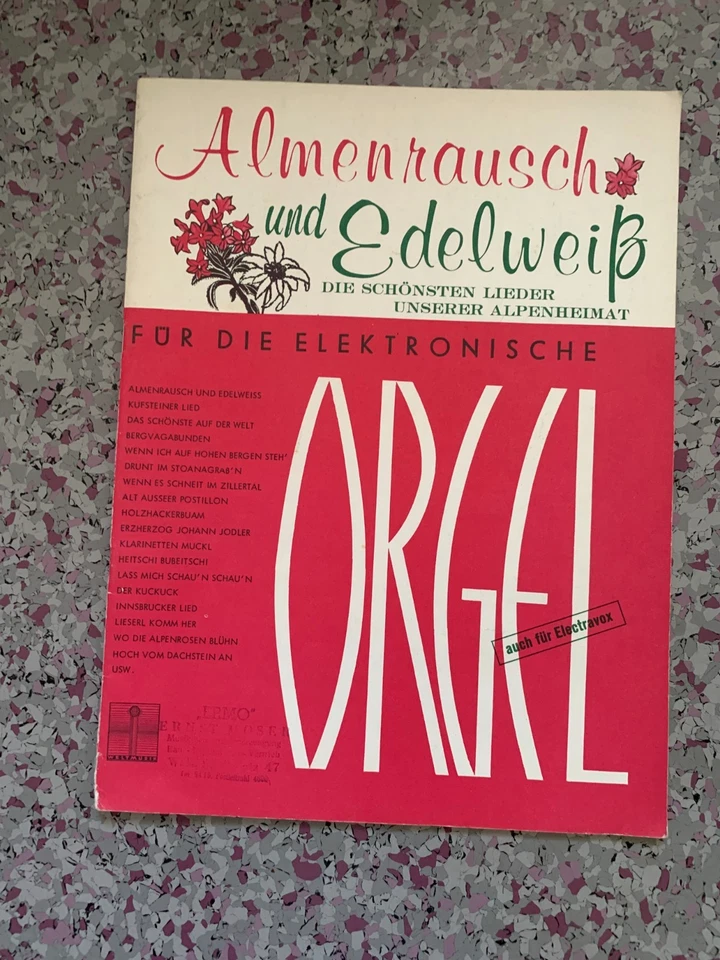 Almenrausch
und Edelweiß
DIE SCHÖNSTEN LIEDER
UNSERER ALPENHEIMAT
FÜR DIE ELEKTRONISCHE
ORGEL
auch für Electravox
ALMENRAUSCH UND EDELWEISS
KUFSTEINER LIED
DAS SCHÖNSTE AUF DER WELT
BERGVAGABUNDEN
WENN ICH AUF HOHEN BERGEN STEH'
DRUNT IM STOANAGRAB'N
WENN ES SCHNEIT IM ZILLERTAL
ALT AUSSEER POSTILLON
HOLZHACKERBUAM
ERZHERZOG JOHANN JODLER
KLARINETTEN MUCKL
HEITSCHI BUBEITSCHI
LASS MICH SCHAU'N SCHAU'N
DER KUCKUCK
INNSBRUCKER LIED
LIESERL KOMM HER
WO DIE ALPENROSEN BLÜHN
HOCH VOM DACHSTEIN AN
USW.
WELTMUSIK
ERNST
47